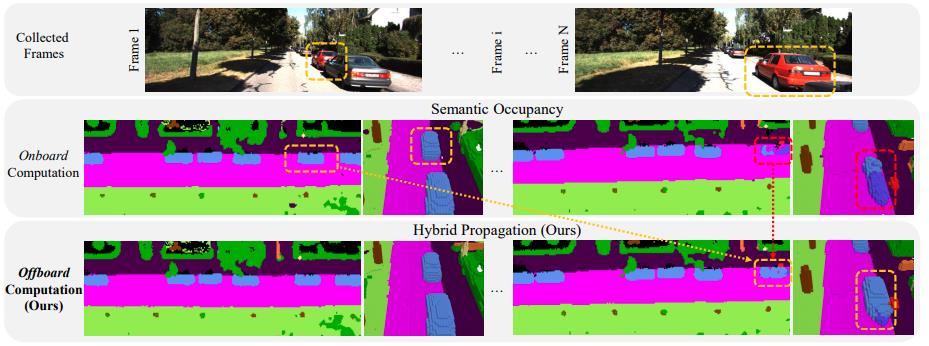 Collected
Frames
Frame 1
...
Frame i
...
Frame N
Semantic Occupancy
Onboard
Computation
...
Hybrid Propagation (Ours)
Offboard
Computation
(Ours)
...